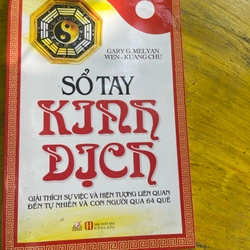 GARY G. MELYAN
WEN - KUANG CHU
SỔ TAY
KINH
DỊCH
GIẢI THÍCH SỰ VIỆC VÀ HIỆN TƯỢNG LIÊN QUAN
ĐẾN TỰ NHIÊN VÀ CON NGƯỜI QUA 64 QUẺ